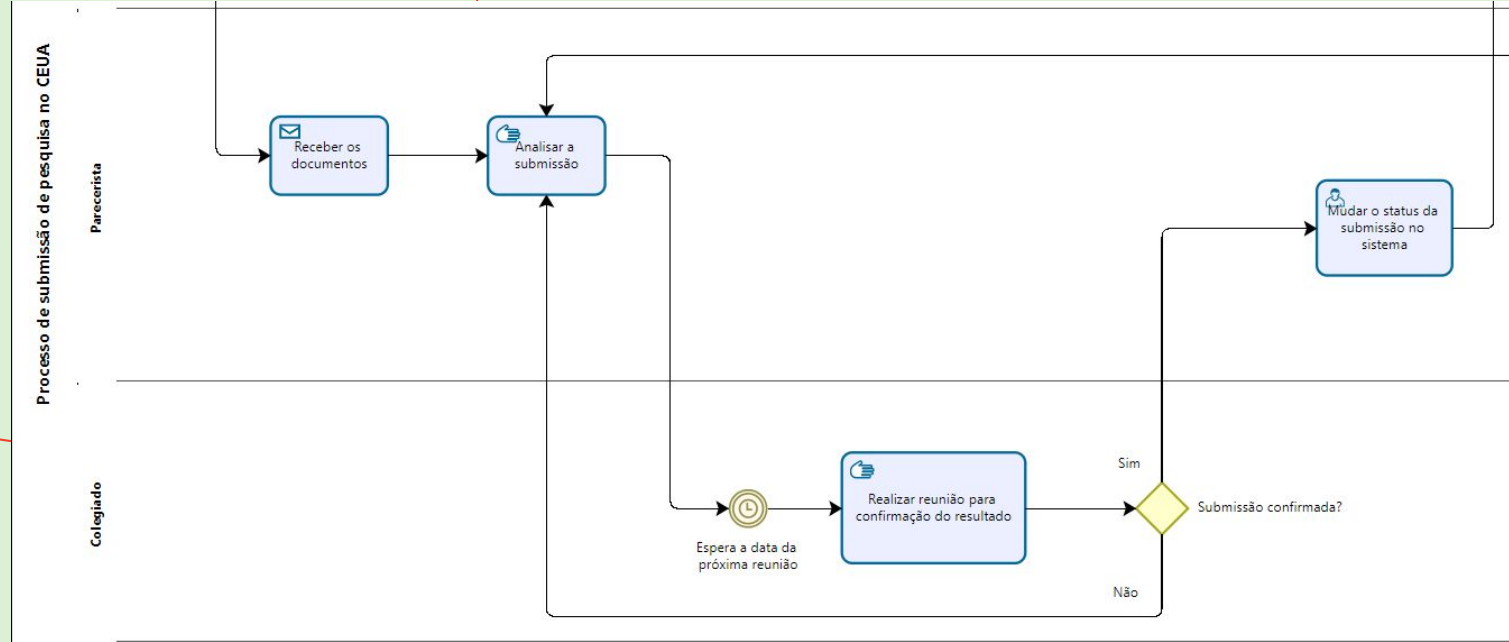 Processo de submissão de pesquisa no CEUA
Parecerista
Receber os
documentos
Analisar a
submissão
Mudar o status da
submissão no
sistema
Colegiado
Espera a data da
próxima reunião
Realizar reunião para
confirmação do resultado
Sim
Submissão confirmada?
Não